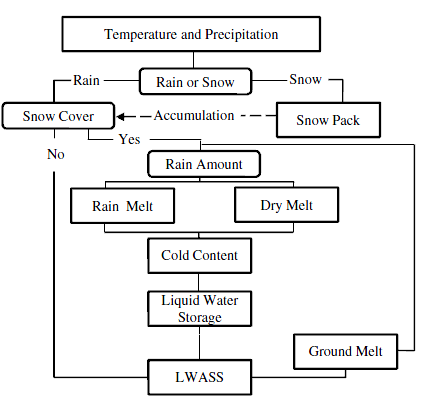 Temperature and Precipitation
Rain
Rain or Snow
Snow
Snow Cover
Accumulation
Snow Pack
Yes
No
Rain Amount
Rain Melt
Dry Melt
Cold Content
Liquid Water
Storage
Ground Melt
LWASS